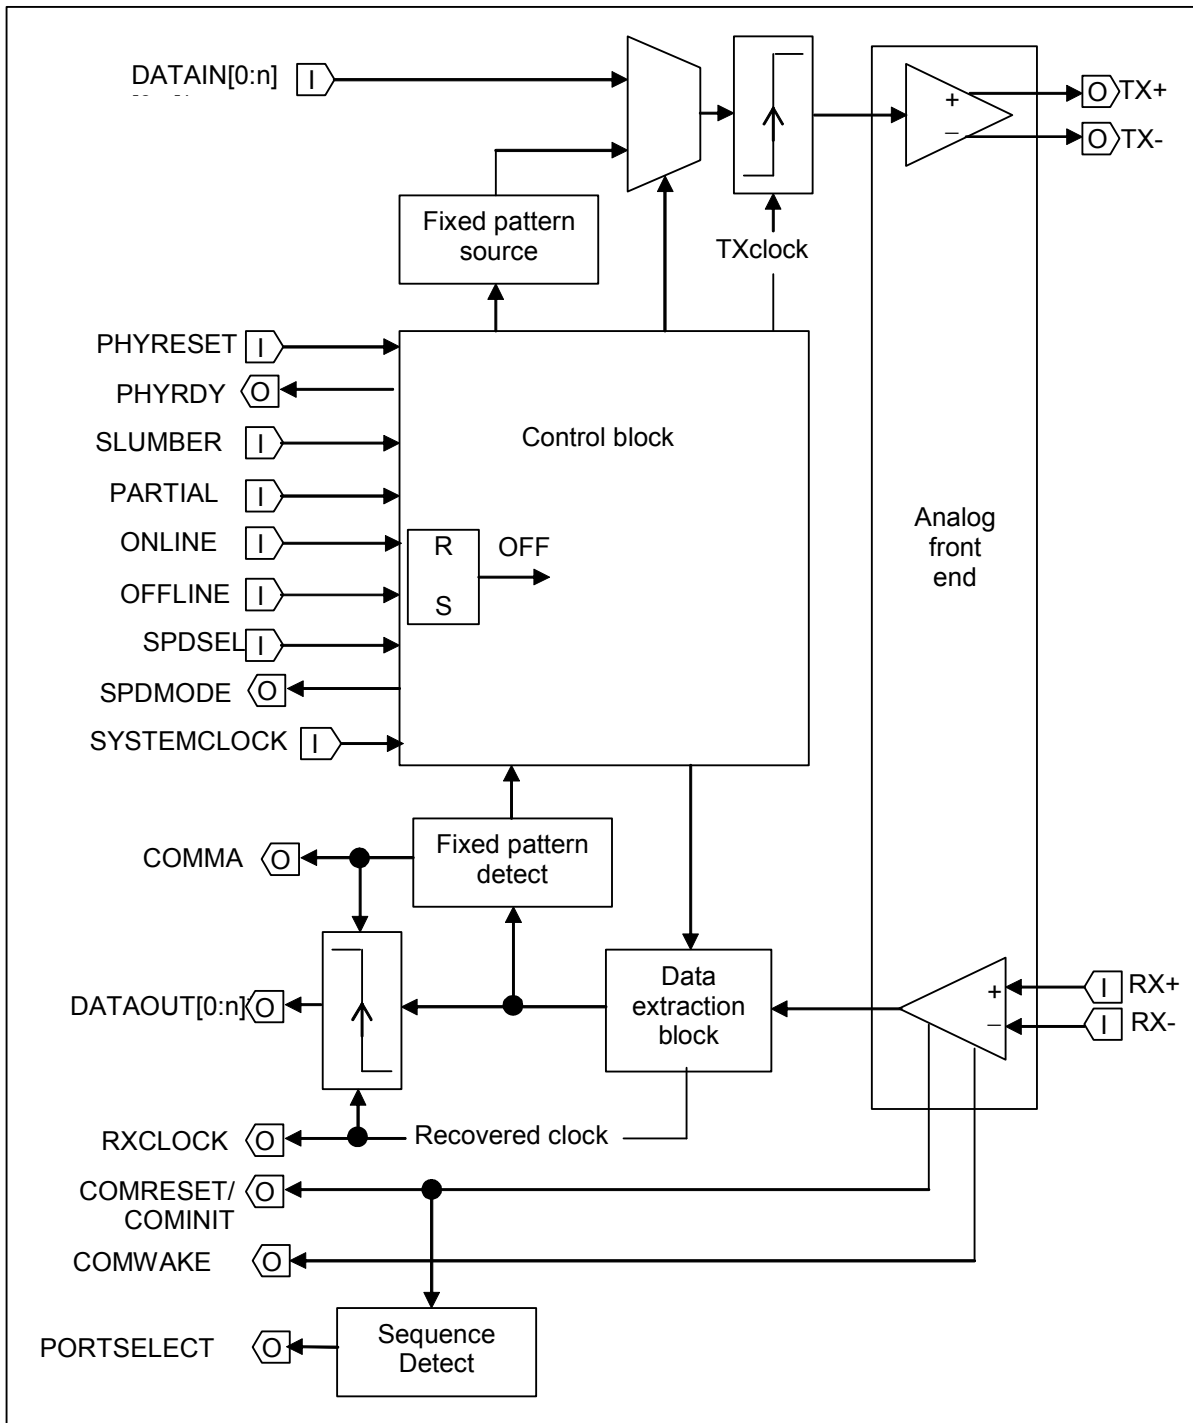 DATAIN[0:n] I
O TX+
O TX-
+
–
Fixed pattern
source
TXclock
PHYRESET I
PHYRDY O
SLUMBER I
PARTIAL I
ONLINE I
OFFLINE I
SPDSEL I
SPDMODE O
SYSTEMCLOCK I
Control block
R
S
OFF
Analog
front
end
COMMA O
Fixed pattern
detect
DATAOUT[0:n] O
Data
extraction
block
+
–
I RX+
I RX-
RXCLOCK O
Recovered clock
COMRESET/ O
COMINIT
COMWAKE O
PORTSELECT O
Sequence
Detect